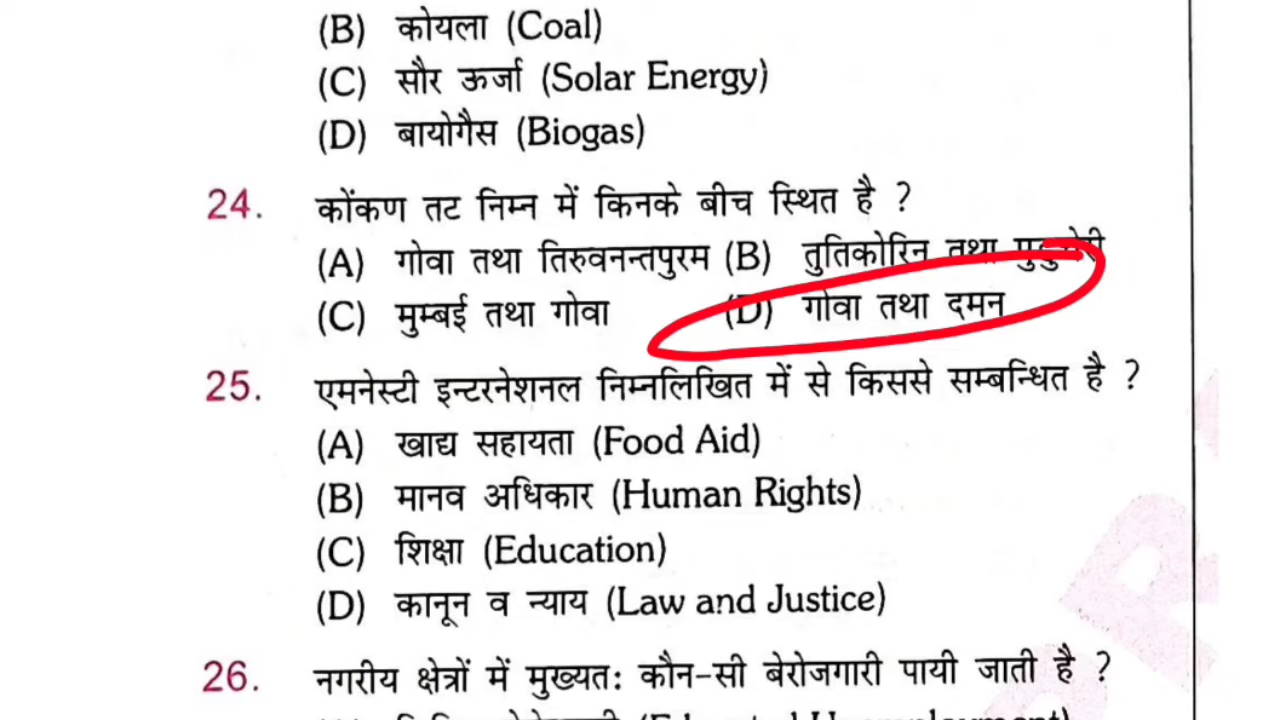 (B) कोयला (Coal)
(C) सौर ऊर्जा (Solar Energy)
(D) बायोगैस (Biogas)
24. कोंकण तट निम्न में किनके बीच स्थित है ?
(A) गोवा तथा तिरुवनन्तपुरम (B) तुतिकोरिन तथा पुडुचेरी
(C) मुम्बई तथा गोवा (D) गोवा तथा दमन
25. एमनेस्टी इन्टरनेशनल निम्नलिखित में से किससे सम्बन्धित है ?
(A) खाद्य सहायता (Food Aid)
(B) मानव अधिकार (Human Rights)
(C) शिक्षा (Education)
(D) कानून व न्याय (Law and Justice)
26. नगरीय क्षेत्रों में मुख्यतः कौन-सी बेरोजगारी पायी जाती है ?